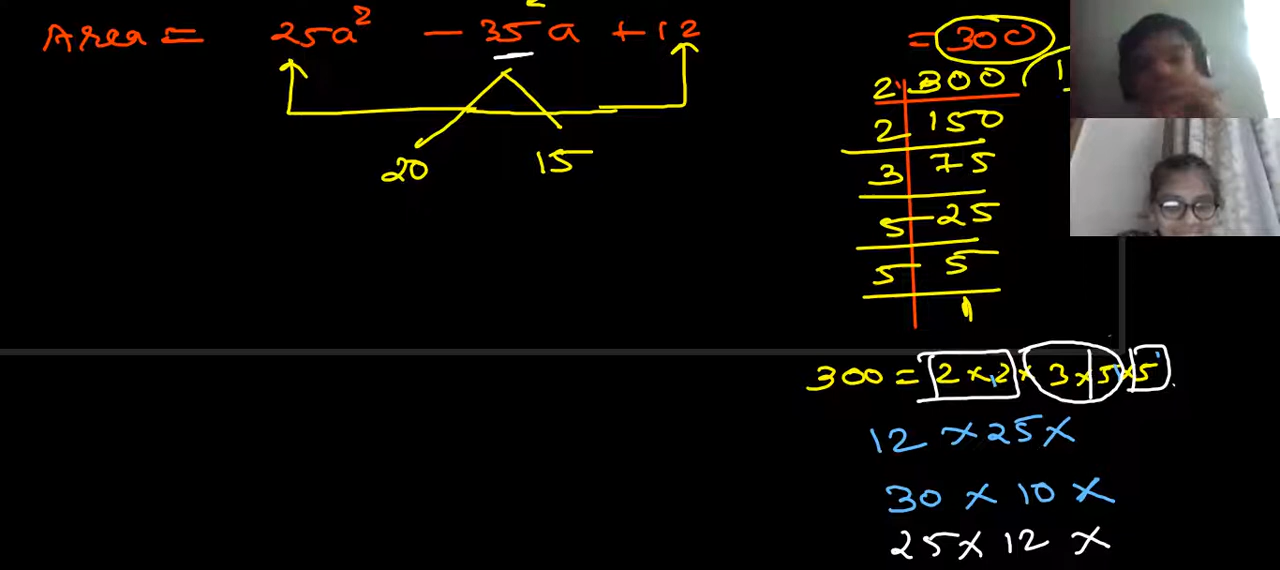 Area = 25a² - 35a + 12
20 15
= 300
2 300
2 150
3 75
5 25
5 5
1
300 = 2 × 2 × 3 × 5 × 5
12 × 25 ×
30 × 10 ×
25 × 12 ×